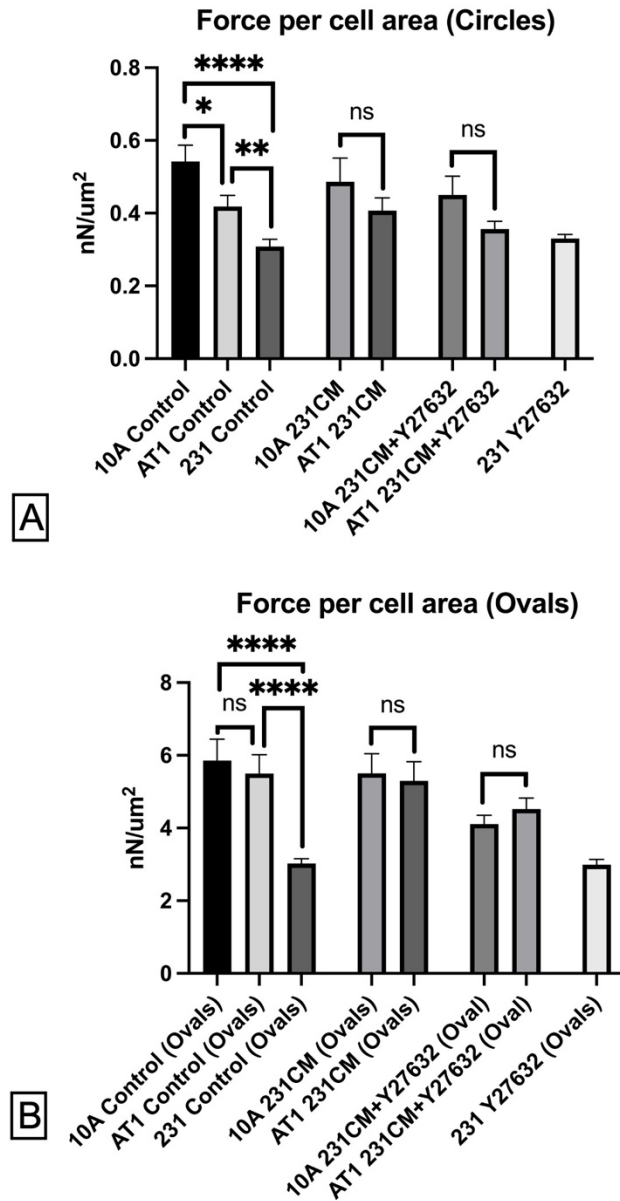 Force per cell area (Circles)
nN/um²
0.8
0.6
0.4
0.2
0.0
****
*
**
ns
ns
10A Control
AT1 Control
231 Control
10A 231CM
AT1 231CM
10A 231CM+Y27632
AT1 231CM+Y27632
231 Y27632
A
Force per cell area (Ovals)
nN/um²
8
6
4
2
0
****
ns
****
ns
ns
10A Control (Ovals)
AT1 Control (Ovals)
231 Control (Ovals)
10A 231CM (Ovals)
AT1 231CM (Ovals)
10A 231CM+Y27632 (Oval)
AT1 231CM+Y27632 (Oval)
231 Y27632 (Ovals)
B